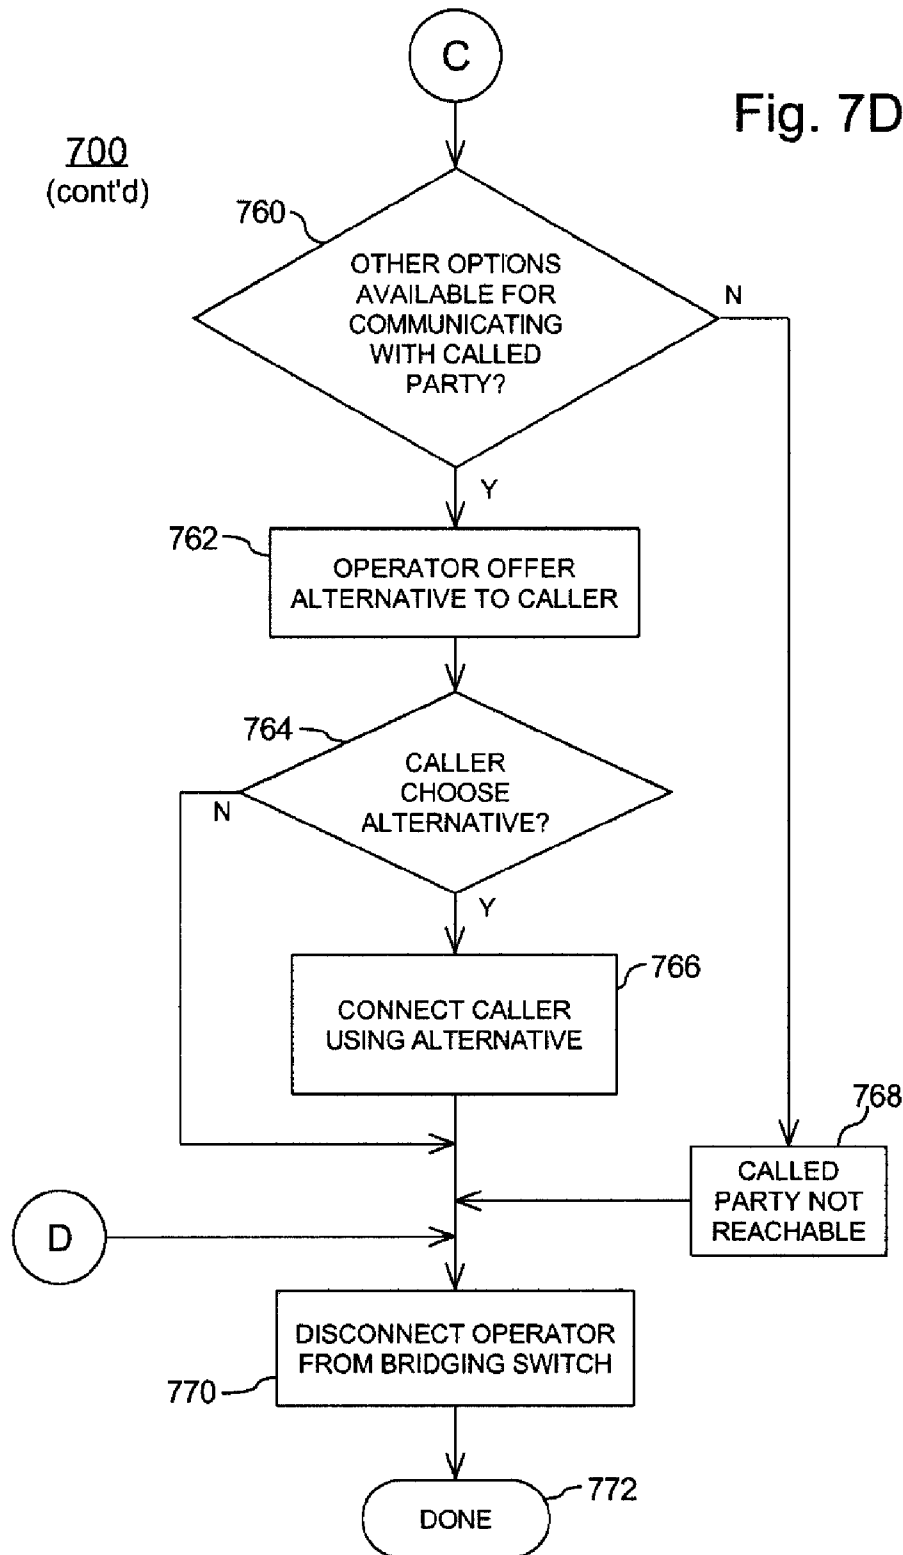 C
Fig. 7D
700
(cont'd)
760
OTHER OPTIONS
AVAILABLE FOR
COMMUNICATING
WITH CALLED
PARTY?
N
Y
762
OPERATOR OFFER
ALTERNATIVE TO CALLER
764
CALLER
CHOOSE
ALTERNATIVE?
N
Y
766
CONNECT CALLER
USING ALTERNATIVE
768
CALLED
PARTY NOT
REACHABLE
D
DISCONNECT OPERATOR
FROM BRIDGING SWITCH
770
772
DONE